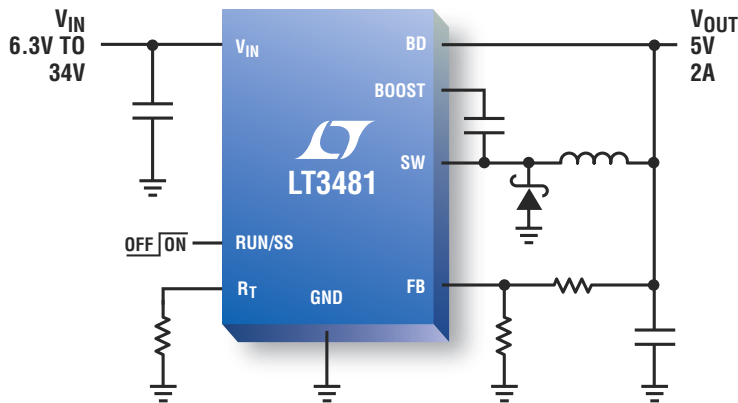 VIN
6.3V TO
34V
VIN
BD
BOOST
SW
LT3481
OFF ON
RUN/SS
RT
GND
FB
VOUT
5V
2A